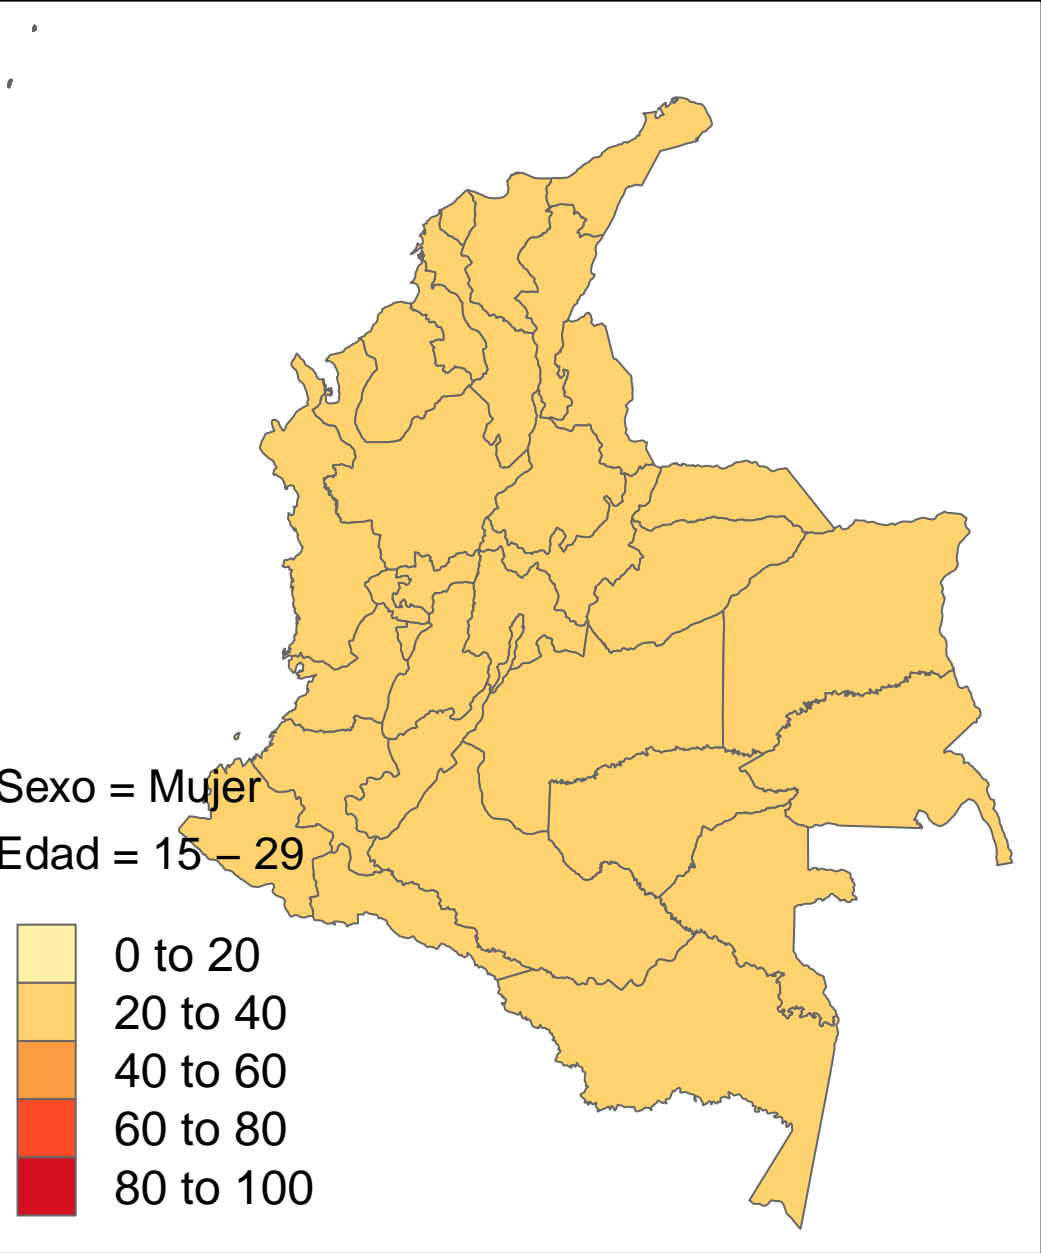 Sexo = Mujer
Edad = 15 – 29
0 to 20
20 to 40
40 to 60
60 to 80
80 to 100